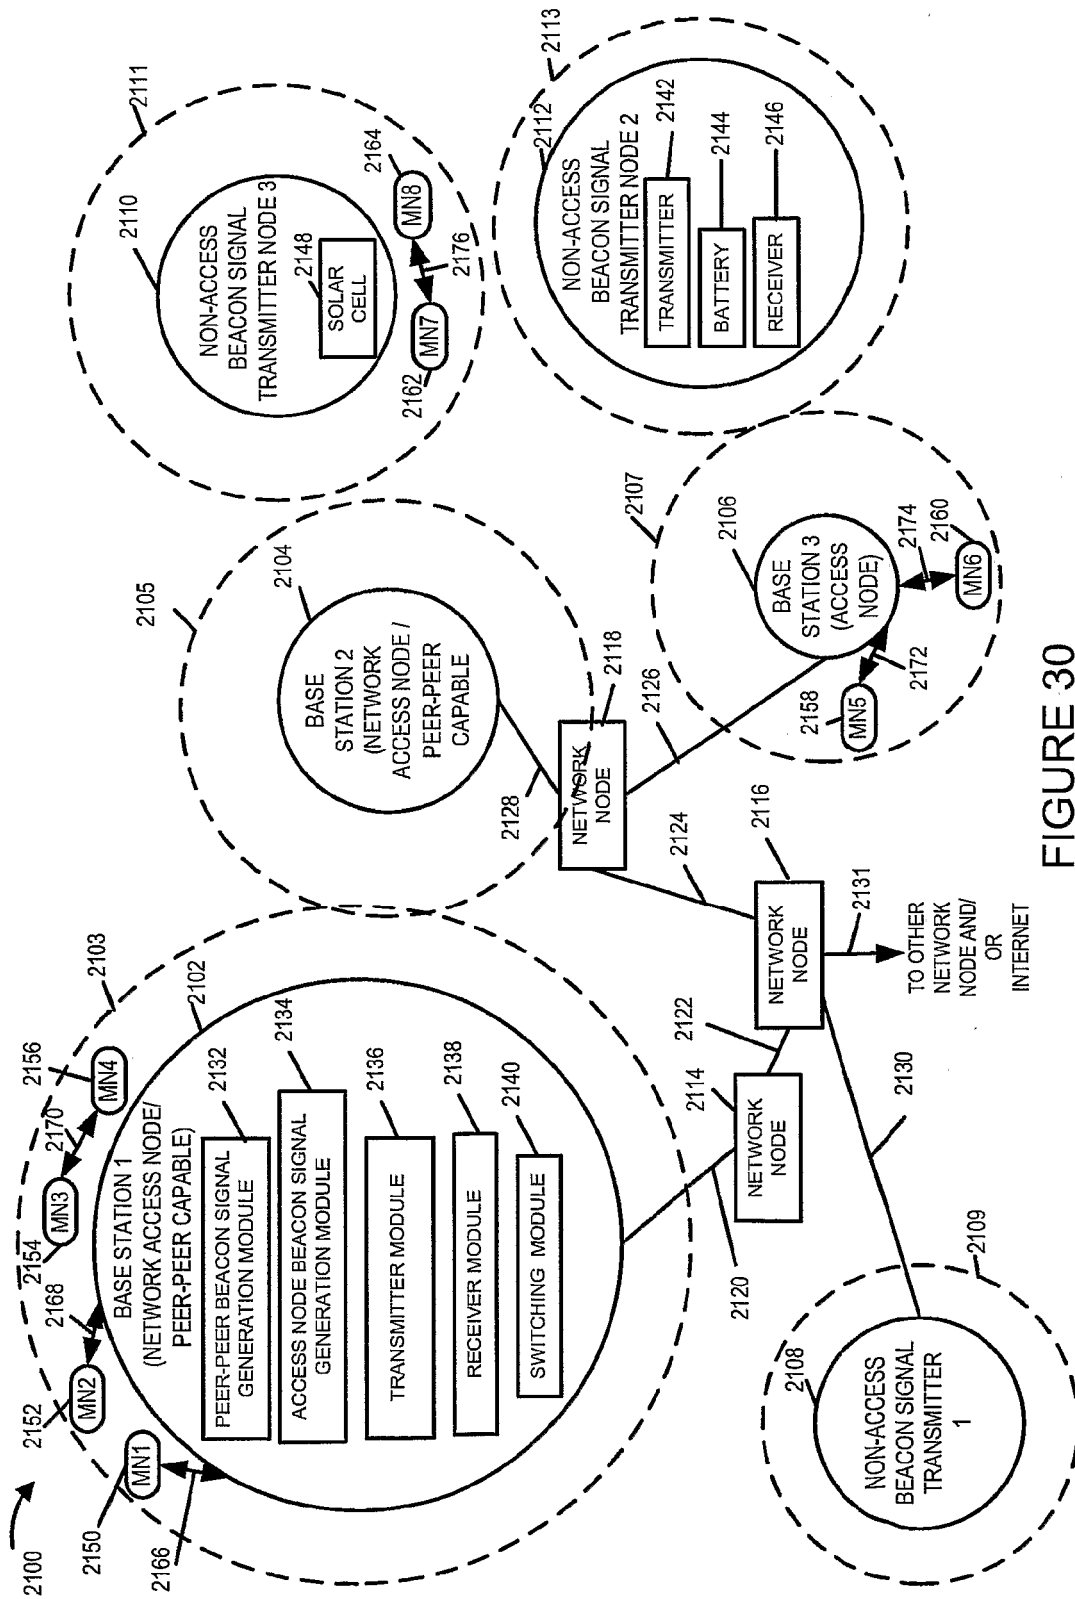 2100
2150
MN1
2166
2152
MN2
2168
2154
MN3
2170
2156
MN4
2103
2102
BASE STATION 1
(NETWORK ACCESS NODE/
PEER-PEER CAPABLE)
PEER-PEER BEACON SIGNAL
GENERATION MODULE
2132
ACCESS NODE BEACON SIGNAL
GENERATION MODULE
2134
TRANSMITTER MODULE
2136
RECEIVER MODULE
2138
SWITCHING MODULE
2140
2105
2104
BASE
STATION 2
(NETWORK
ACCESS NODE /
PEER-PEER
CAPABLE
2111
2110
NON-ACCESS
BEACON SIGNAL
TRANSMITTER NODE 3
2148
SOLAR
CELL
2162
MN7
2176
MN8
2164
2113
2112
NON-ACCESS
BEACON SIGNAL
TRANSMITTER NODE 2
TRANSMITTER
2142
BATTERY
2144
RECEIVER
2146
2107
2106
BASE
STATION 3
(ACCESS
NODE)
2158
MN5
2172
2174
MN6
2160
2128
NETWORK
NODE
2118
2126
2124
NETWORK
NODE
2116
2131
TO OTHER
NETWORK
NODE AND/
OR
INTERNET
2122
NETWORK
NODE
2114
2120
2130
2109
2108
NON-ACCESS
BEACON SIGNAL
TRANSMITTER
1
FIGURE 30